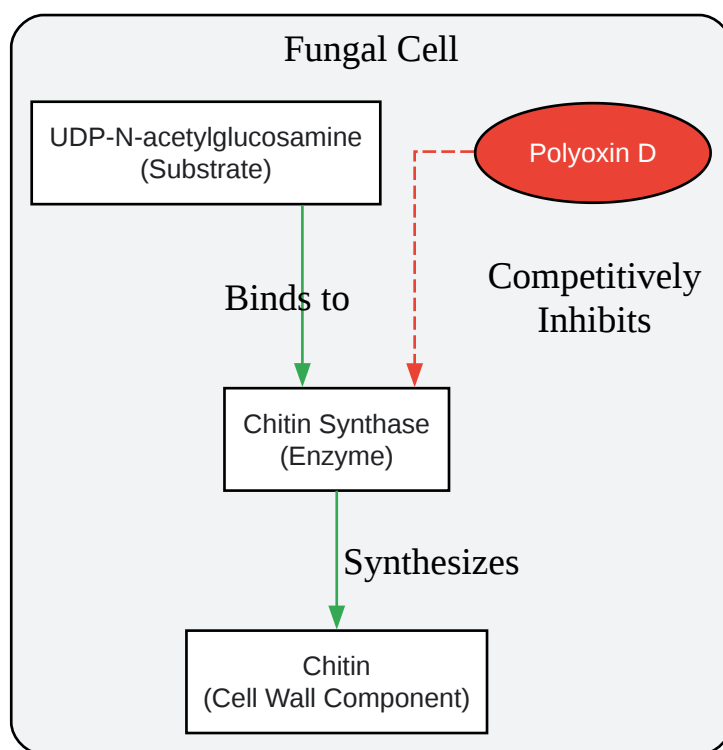 Fungal Cell
UDP-N-acetylglucosamine
(Substrate)
Polyoxin D
Binds to
Competitively
Inhibits
Chitin Synthase
(Enzyme)
Synthesizes
Chitin
(Cell Wall Component)